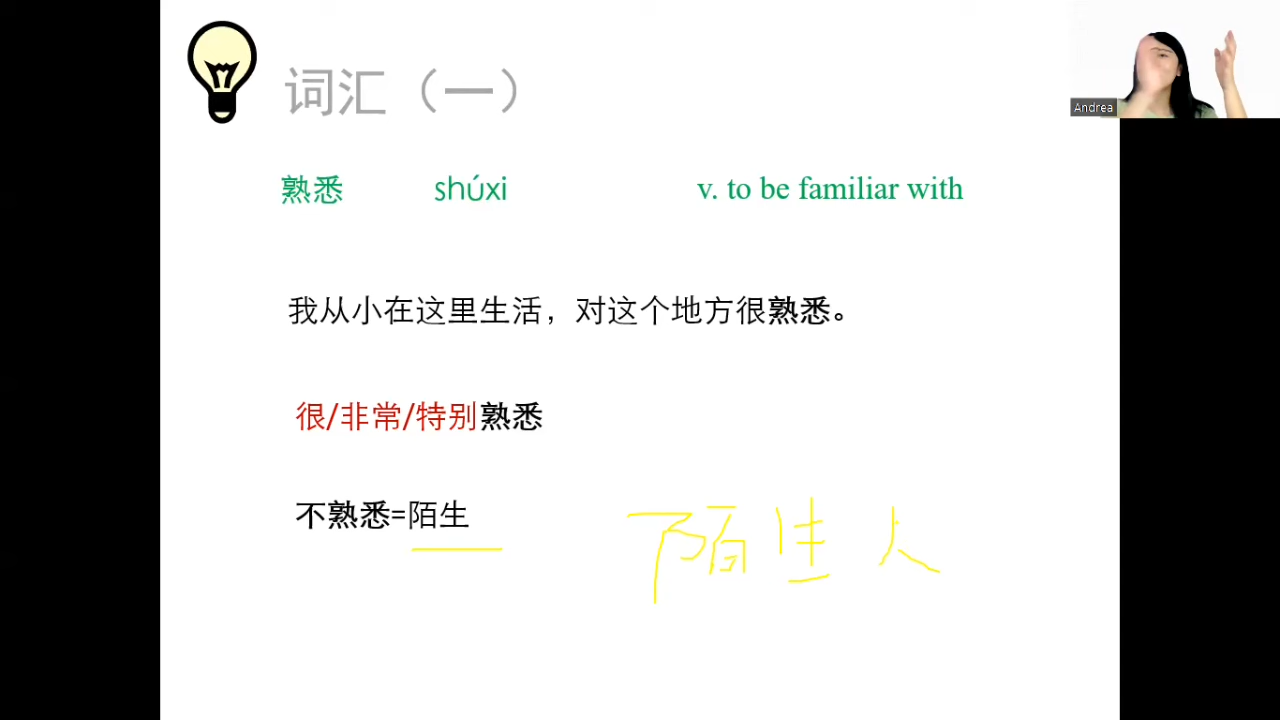 词汇（一）
Andrea
熟悉 shúxi v. to be familiar with
我从小在这里生活，对这个地方很熟悉。
很/非常/特别熟悉
不熟悉=陌生
陌生人